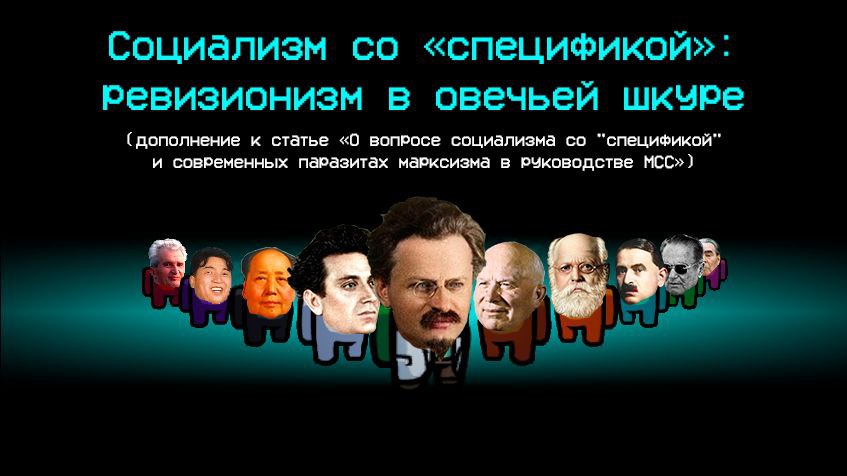 Социализм со «спецификой»:
ревизионизм в овечьей шкуре
(дополнение к статье «О вопросе социализма со "спецификой"
и современных паразитах марксизма в руководстве МСС»)